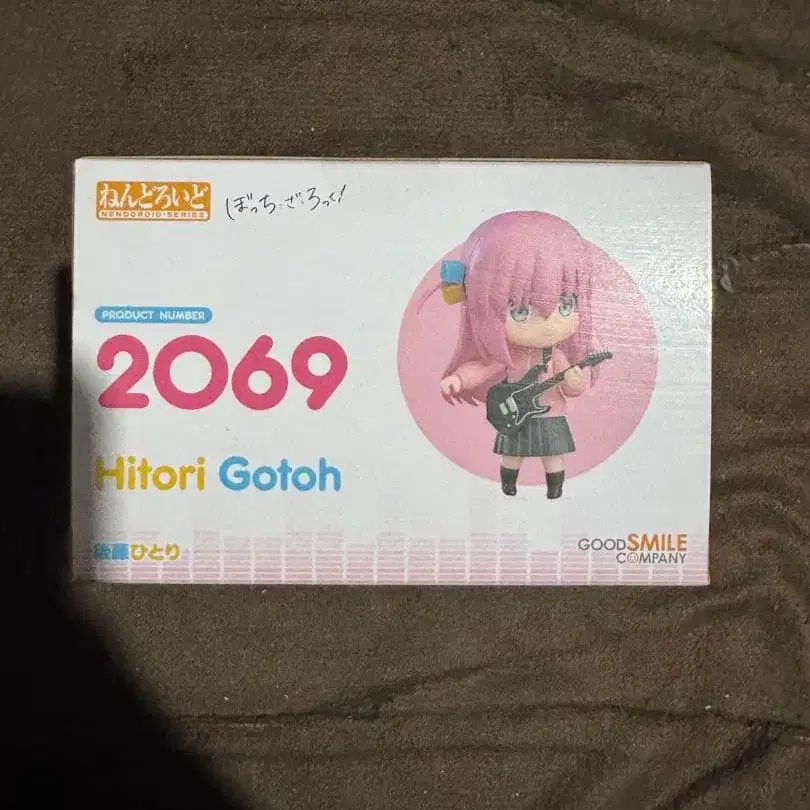 ねんどろいど
NENDOROID·SERIES
ぼっち・ざ・ろっく!
PRODUCT NUMBER
2069
Hitori Gotoh
後藤ひとり
GOODSMILE
COMPANY